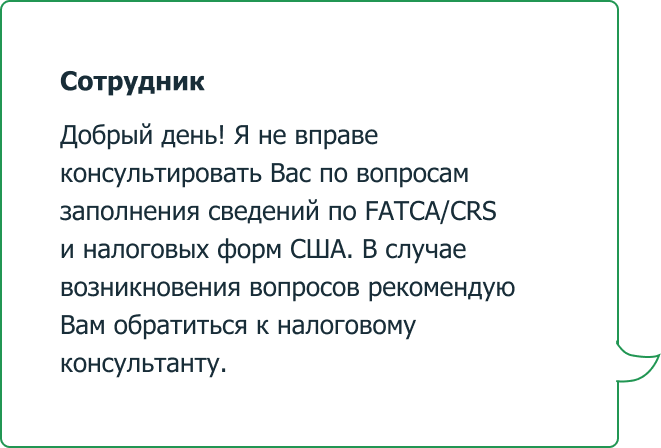 Сотрудник
Добрый день! Я не вправе
консультировать Вас по вопросам
заполнения сведений по FATCA/CRS
и налоговых форм США. В случае
возникновения вопросов рекомендую
Вам обратиться к налоговому
консультанту.